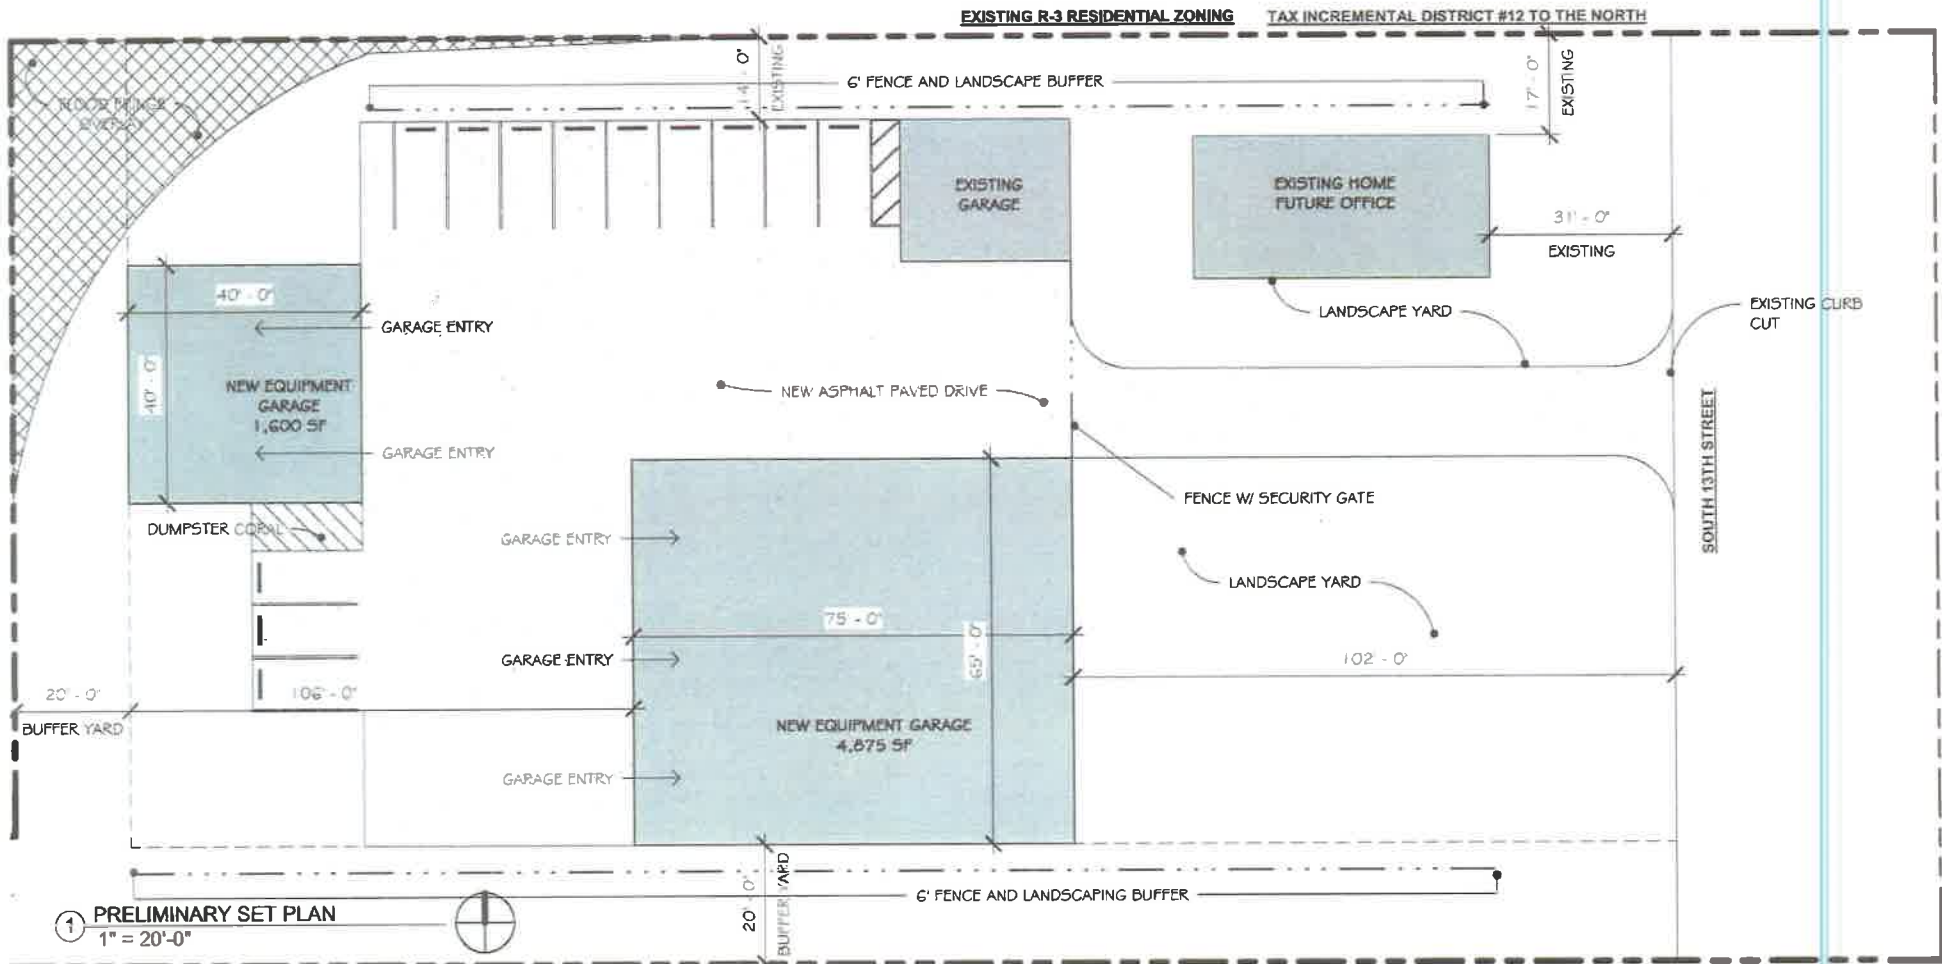 EXISTING R-3 RESIDENTIAL ZONING
TAX INCREMENTAL DISTRICT #12 TO THE NORTH
6' FENCE AND LANDSCAPE BUFFER
14' - 0"
EXISTING
17' - 0"
EXISTING
FLOOD FRINGE
OVERLAY
EXISTING
GARAGE
EXISTING HOME
FUTURE OFFICE
31' - 0"
EXISTING
40' - 0"
GARAGE ENTRY
LANDSCAPE YARD
EXISTING CURB
CUT
40' - 0"
NEW EQUIPMENT
GARAGE
1,600 SF
NEW ASPHALT PAVED DRIVE
GARAGE ENTRY
SOUTH 13TH STREET
FENCE W/ SECURITY GATE
DUMPSTER CORAL
GARAGE ENTRY
LANDSCAPE YARD
75' - 0"
65' - 0"
GARAGE ENTRY
102' - 0"
20' - 0"
106' - 0"
BUFFER YARD
NEW EQUIPMENT GARAGE
4,875 SF
GARAGE ENTRY
20' - 0"
BUFFER YARD
6' FENCE AND LANDSCAPING BUFFER
1
PRELIMINARY SET PLAN
1" = 20'-0"